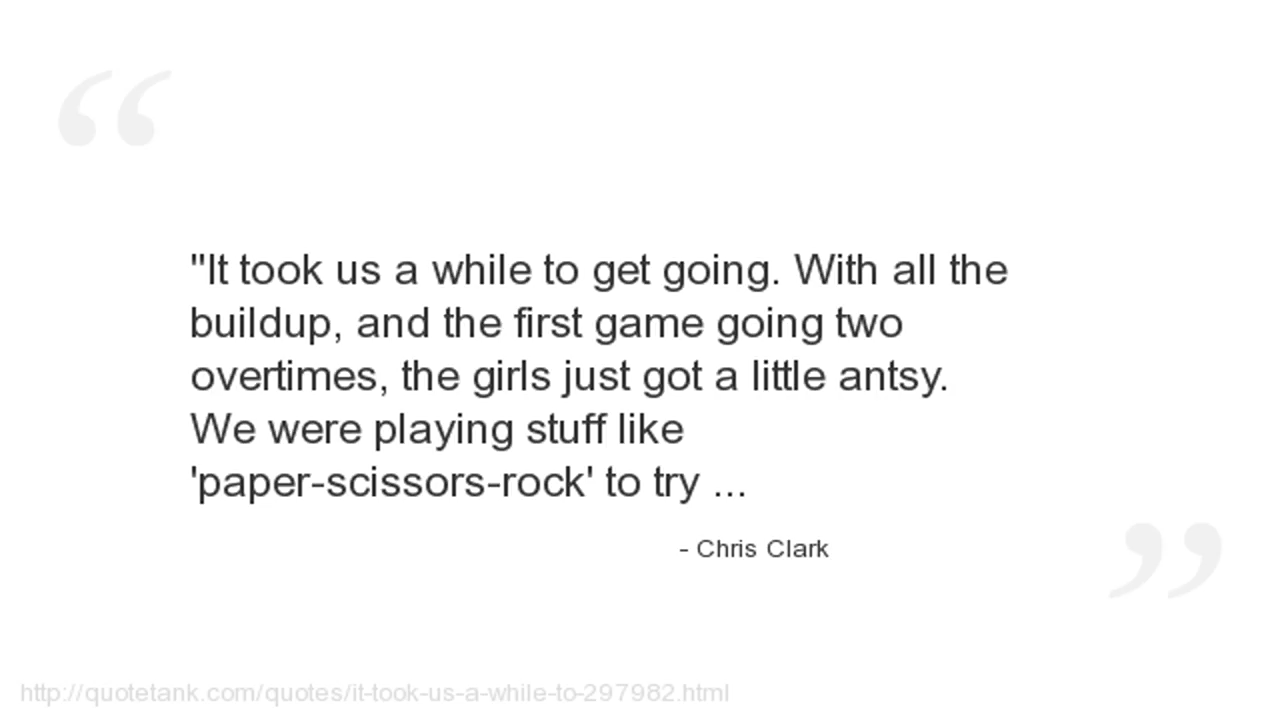 "It took us a while to get going. With all the
buildup, and the first game going two
overtimes, the girls just got a little antsy.
We were playing stuff like
'paper-scissors-rock' to try ...
- Chris Clark
http://quotetank.com/quotes/it-took-us-a-while-to-297982.html